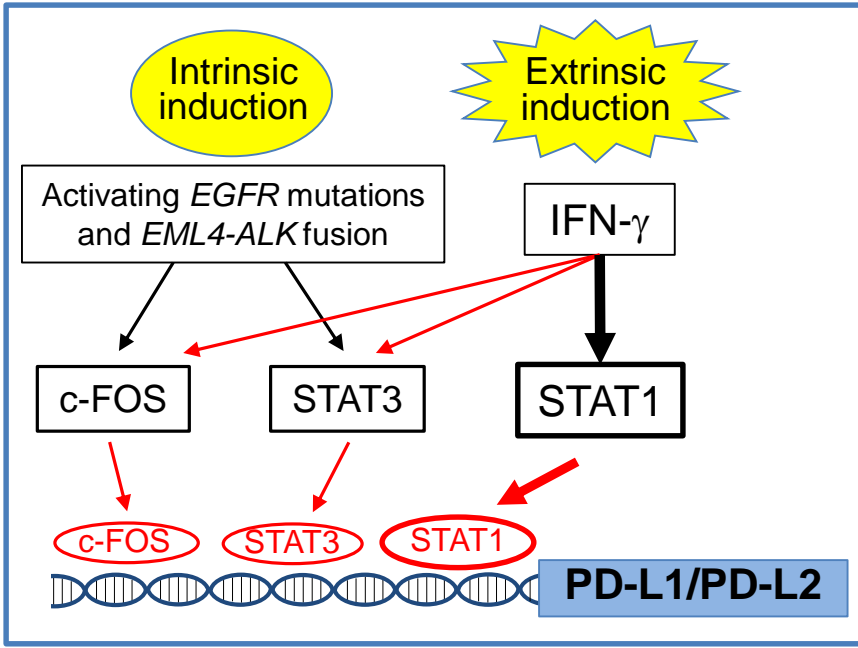 Intrinsic
induction
Extrinsic
induction
Activating EGFR mutations
and EML4-ALK fusion
IFN-γ
c-FOS
STAT3
STAT1
c-FOS
STAT3
STAT1
PD-L1/PD-L2